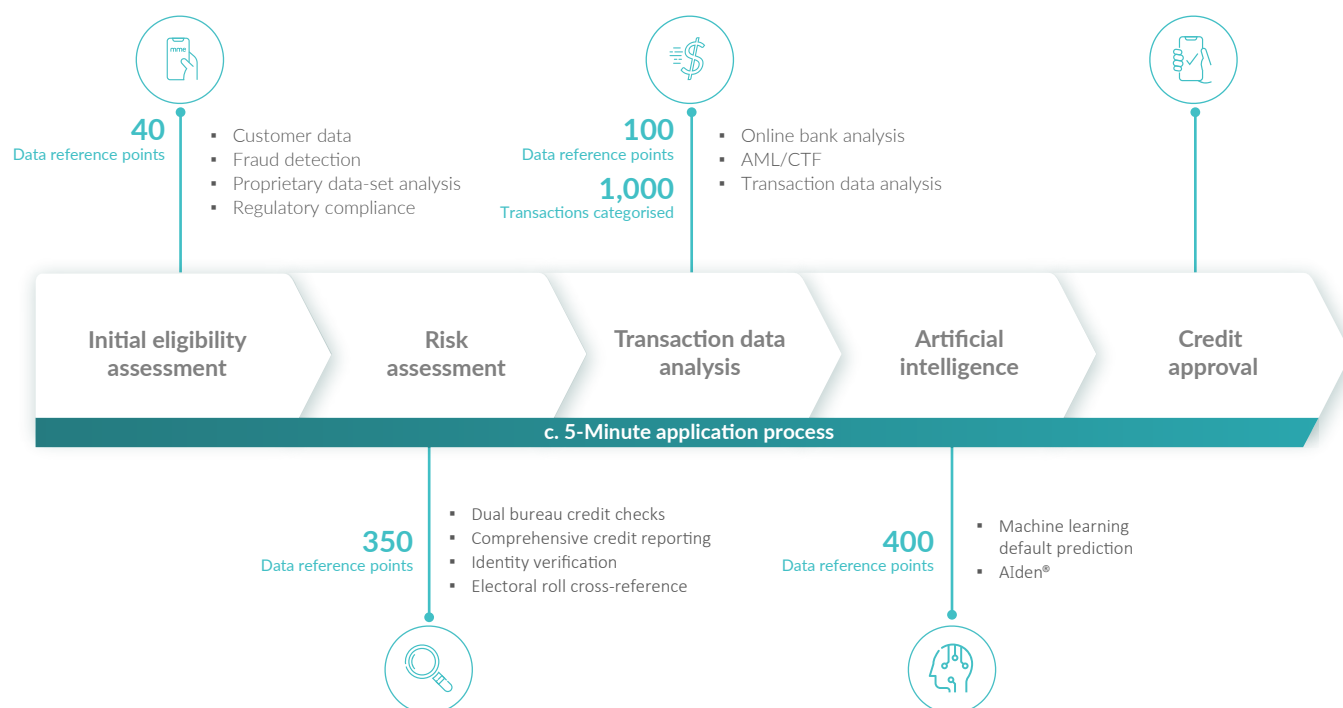 mme
40
Data reference points
▪ Customer data
▪ Fraud detection
▪ Proprietary data-set analysis
▪ Regulatory compliance
100
Data reference points
1,000
Transactions categorised
▪ Online bank analysis
▪ AML/CTF
▪ Transaction data analysis
Initial eligibility
assessment
Risk
assessment
Transaction data
analysis
Artificial
intelligence
Credit
approval
c. 5-Minute application process
350
Data reference points
▪ Dual bureau credit checks
▪ Comprehensive credit reporting
▪ Identity verification
▪ Electoral roll cross-reference
400
Data reference points
▪ Machine learning
default prediction
▪ AIden®